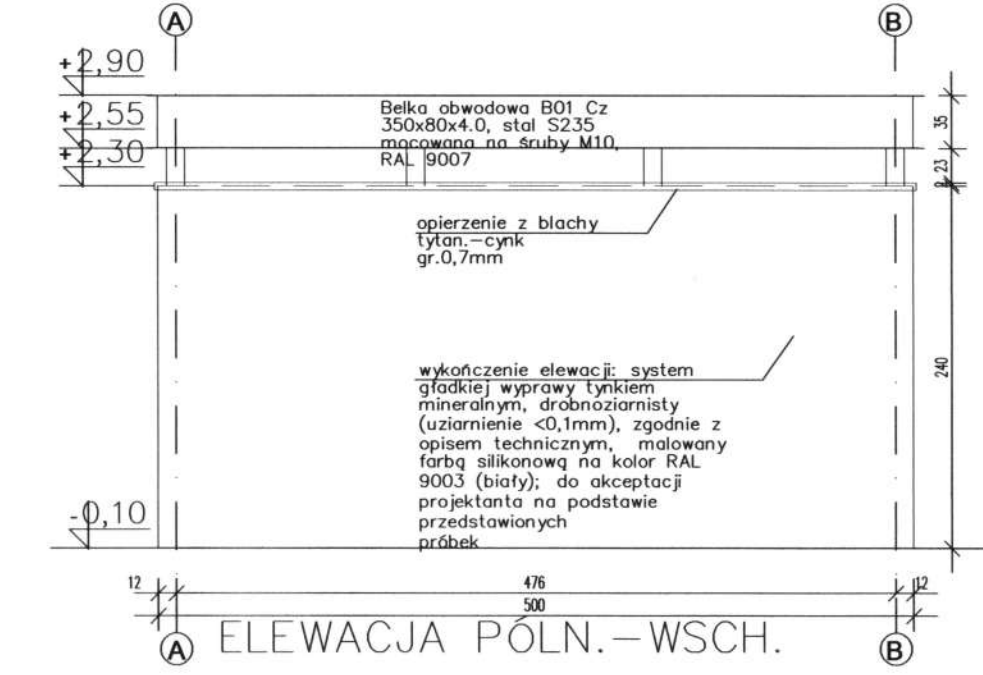 A B
+2,90
+2,55
+2,30
Belka obwodowa B01 Cz
350x80x4.0, stal S235
mocowana na śruby M10,
RAL 9007
35
23
opierzenie z blachy
tytan.-cynk
gr.0,7mm
240
wykończenie elewacji: system
gładkiej wyprawy tynkiem
mineralnym, drobnoziarnisty
(uziarnienie <0,1mm), zgodnie z
opisem technicznym, malowany
farbą silikonową na kolor RAL
9003 (biały); do akceptacji
projektanta na podstawie
przedstawionych
próbek
-0,10
12 476 12
500
A ELEWACJA PÓLN.-WSCH. B